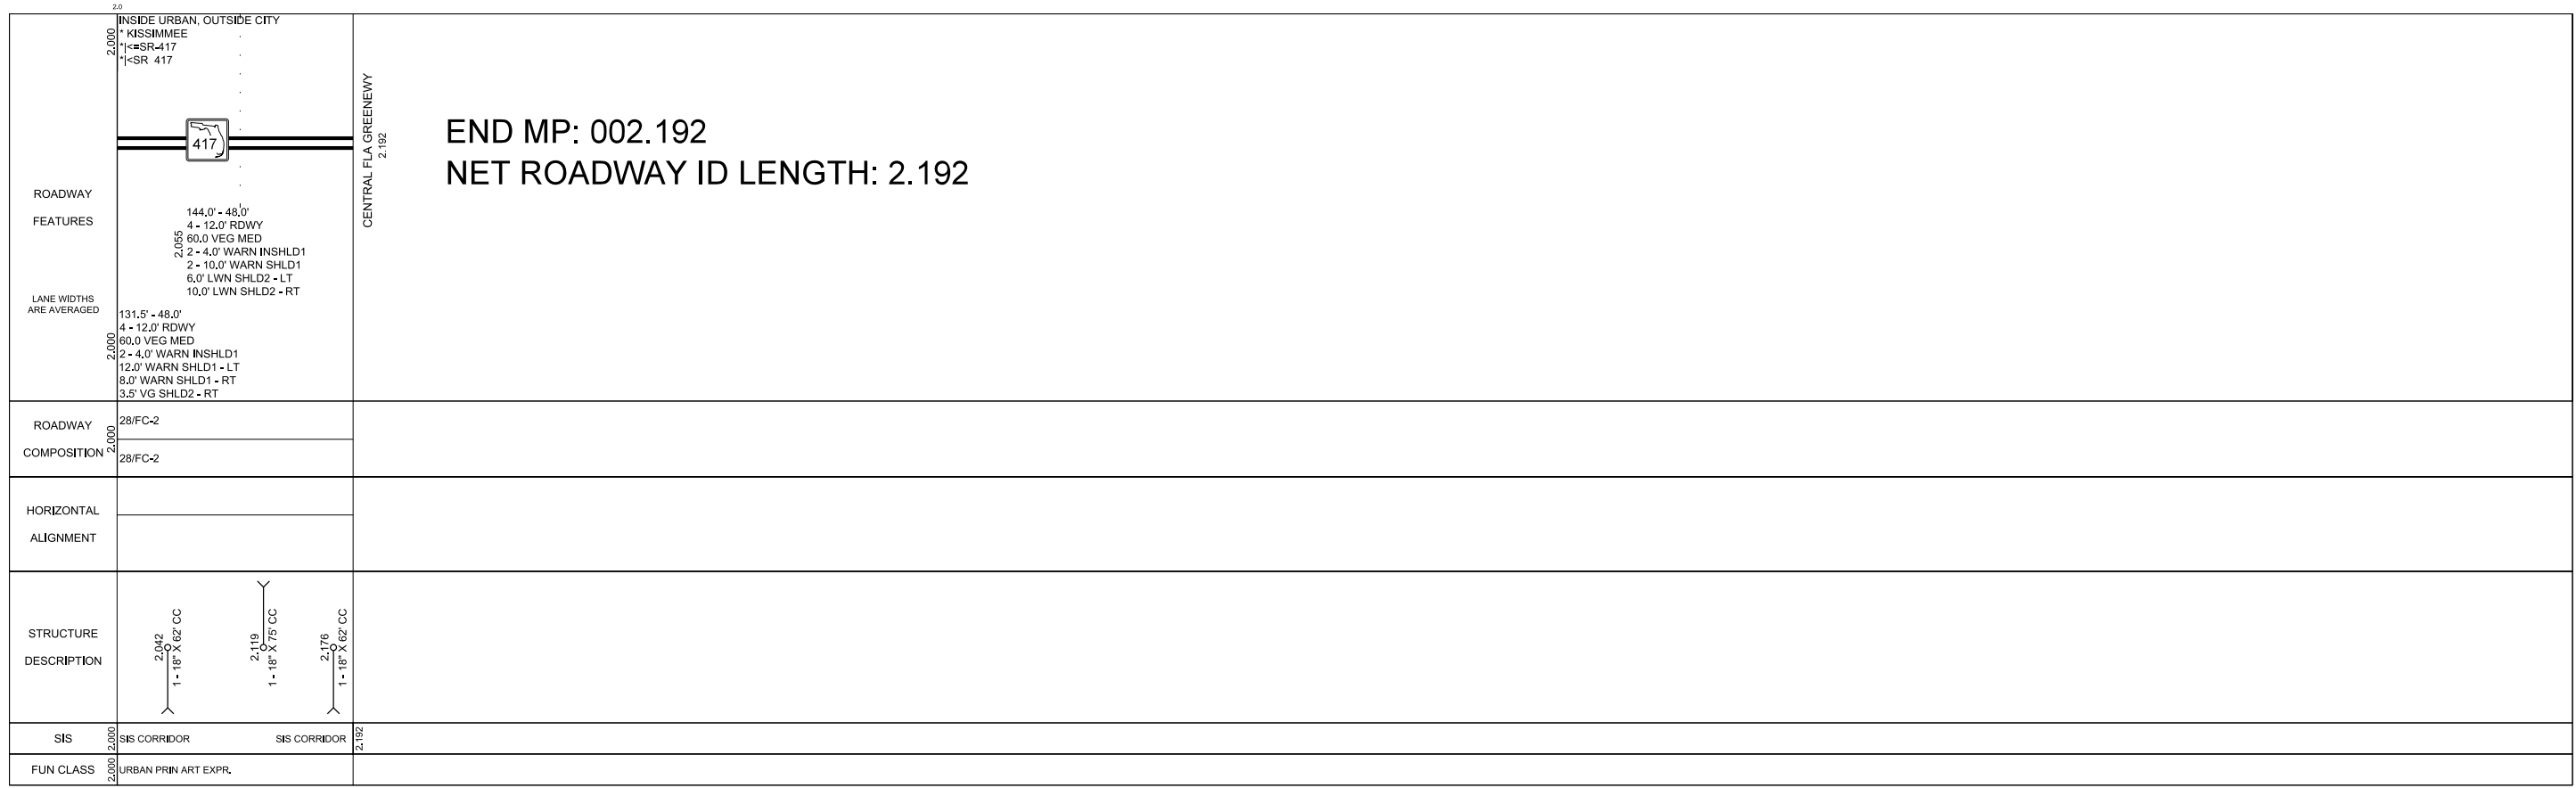 2.0
INSIDE URBAN, OUTSIDE CITY
2.000
* KISSIMMEE
*|<=SR-417
*|<SR 417
417
CENTRAL FLA GREENEWY
2.192
END MP: 002.192
NET ROADWAY ID LENGTH: 2.192
ROADWAY
FEATURES
144.0' - 48.0'
4 - 12.0' RDWY
2.055
60.0 VEG MED
2 - 4.0' WARN INSHLD1
2 - 10.0' WARN SHLD1
6.0' LWN SHLD2 - LT
10.0' LWN SHLD2 - RT
LANE WIDTHS
ARE AVERAGED
131.5' - 48.0'
4 - 12.0' RDWY
2.000
60.0 VEG MED
2 - 4.0' WARN INSHLD1
12.0' WARN SHLD1 - LT
8.0' WARN SHLD1 - RT
3.5' VG SHLD2 - RT
ROADWAY
COMPOSITION
2.000
28/FC-2
28/FC-2
HORIZONTAL
ALIGNMENT
STRUCTURE
DESCRIPTION
2.042
1 - 18" X 62' CC
2.119
1 - 18" X 75' CC
2.176
1 - 18" X 62' CC
SIS
2.000
SIS CORRIDOR
SIS CORRIDOR
2.192
FUN CLASS
2.000
URBAN PRIN ART EXPR.